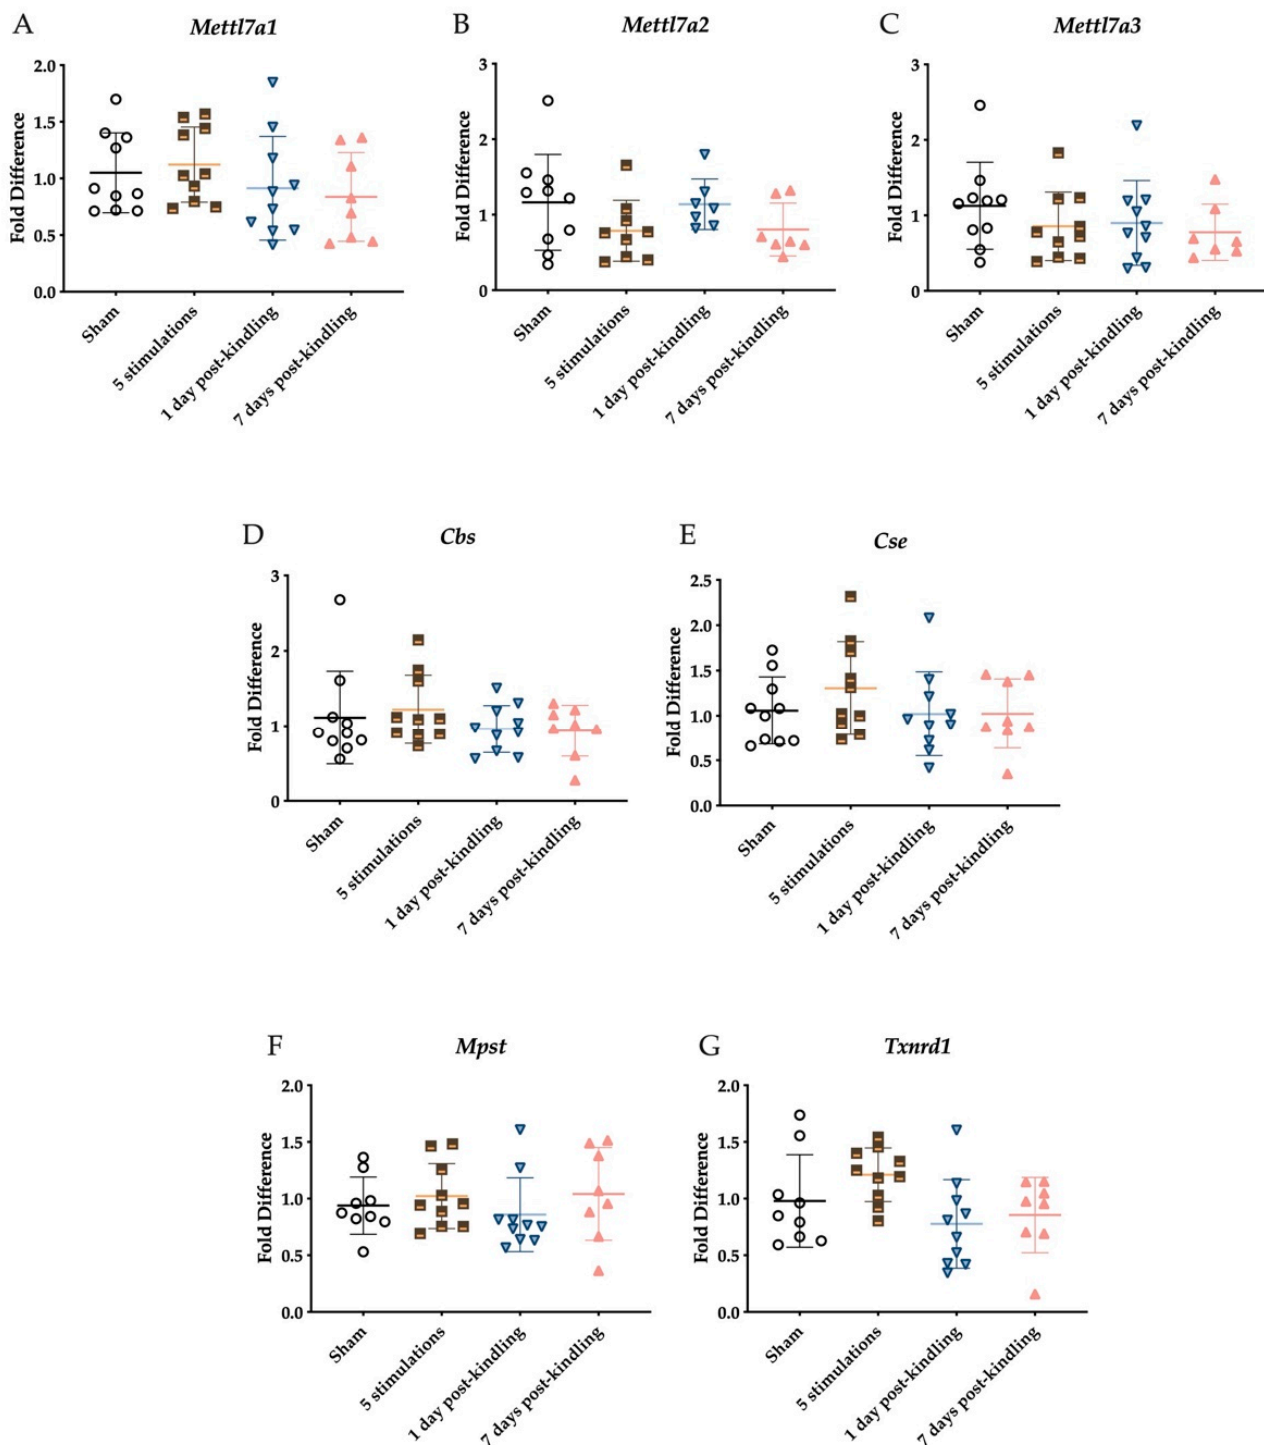 A
Mettl7a1
B
Mettl7a2
C
Mettl7a3
Fold Difference
2.0
1.5
1.0
0.5
0.0
Sham
5 stimulations
1 day post-kindling
7 days post-kindling
Fold Difference
3
2
1
0
Sham
5 stimulations
1 day post-kindling
7 days post-kindling
Fold Difference
3
2
1
0
Sham
5 stimulations
1 day post-kindling
7 days post-kindling
D
Cbs
E
Cse
Fold Difference
3
2
1
0
Sham
5 stimulations
1 day post-kindling
7 days post-kindling
Fold Difference
2.5
2.0
1.5
1.0
0.5
0.0
Sham
5 stimulations
1 day post-kindling
7 days post-kindling
F
Mpst
G
Txnrd1
Fold Difference
2.0
1.5
1.0
0.5
0.0
Sham
5 stimulations
1 day post-kindling
7 days post-kindling
Fold Difference
2.0
1.5
1.0
0.5
0.0
Sham
5 stimulations
1 day post-kindling
7 days post-kindling